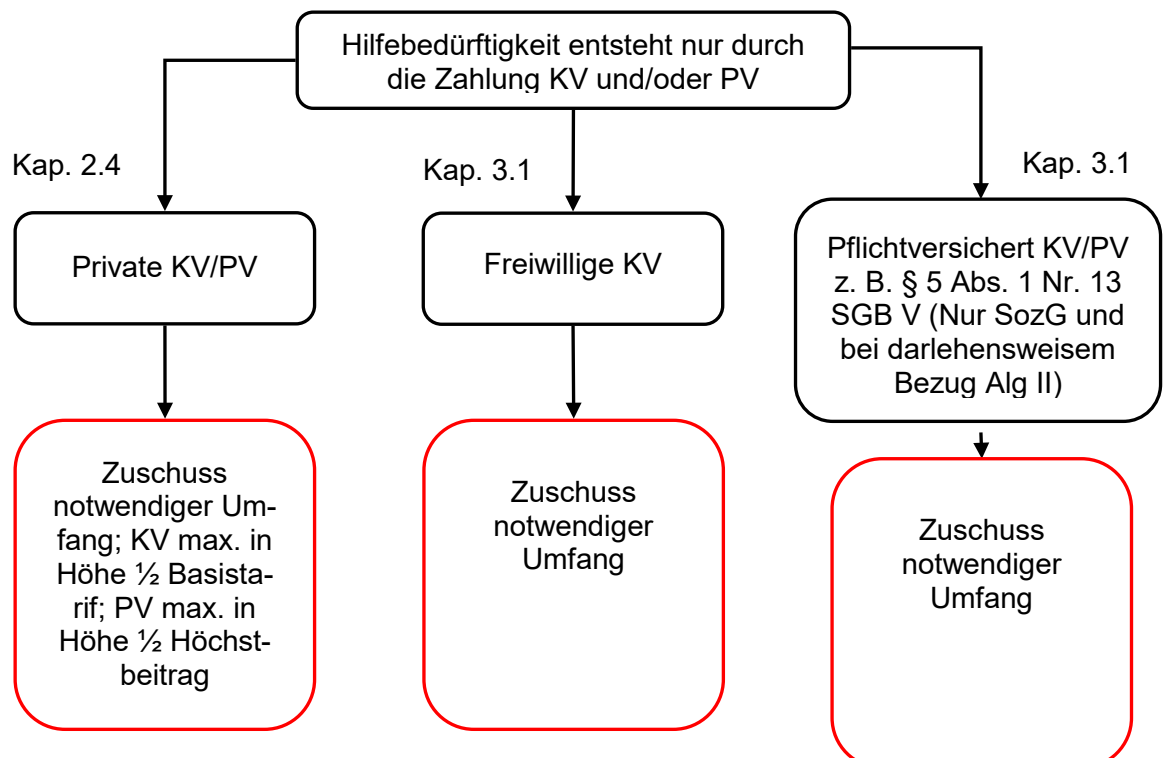 Hilfebedürftigkeit entsteht nur durch
die Zahlung KV und/oder PV
Kap. 2.4
Kap. 3.1
Kap. 3.1
Private KV/PV
Freiwillige KV
Pflichtversichert KV/PV
z. B. § 5 Abs. 1 Nr. 13
SGB V (Nur SozG und
bei darlehensweisem
Bezug Alg II)
Zuschuss
notwendiger Um-
fang; KV max. in
Höhe ½ Basista-
rif; PV max. in
Höhe ½ Höchst-
beitrag
Zuschuss
notwendiger
Umfang
Zuschuss
notwendiger
Umfang